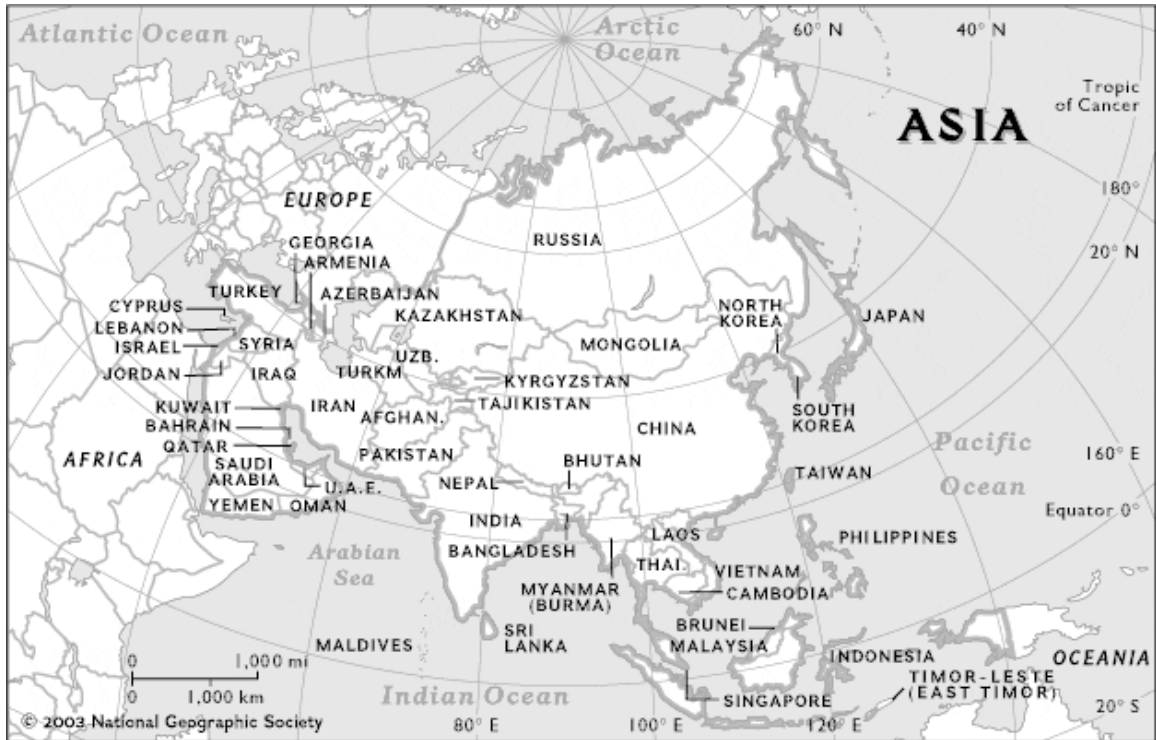 Atlantic Ocean
Arctic
Ocean
60° N
40° N
Tropic
of Cancer
ASIA
180°
EUROPE
20° N
RUSSIA
GEORGIA
ARMENIA
TURKEY
AZERBAIJAN
CYPRUS
KAZAKHSTAN
NORTH
KOREA
JAPAN
LEBANON
ISRAEL
SYRIA
UZB.
MONGOLIA
JORDAN
IRAQ
TURKM
KYRGYZSTAN
TAJIKISTAN
KUWAIT
IRAN
AFGHAN.
SOUTH
KOREA
BAHRAIN
CHINA
QATAR
Pacific
Ocean
AFRICA
PAKISTAN
160° E
SAUDI
ARABIA
BHUTAN
TAIWAN
U.A.E.
NEPAL
YEMEN
OMAN
Equator 0°
INDIA
LAOS
PHILIPPINES
Arabian
Sea
BANGLADESH
THAI.
VIETNAM
MYANMAR
(BURMA)
CAMBODIA
MALDIVES
SRI
LANKA
BRUNEI
MALAYSIA
INDONESIA
OCEANIA
0
1,000 mi
0
1,000 km
TIMOR-LESTE
(EAST TIMOR)
Indian Ocean
SINGAPORE
20° S
© 2003 National Geographic Society
80° E
100° E
120° E